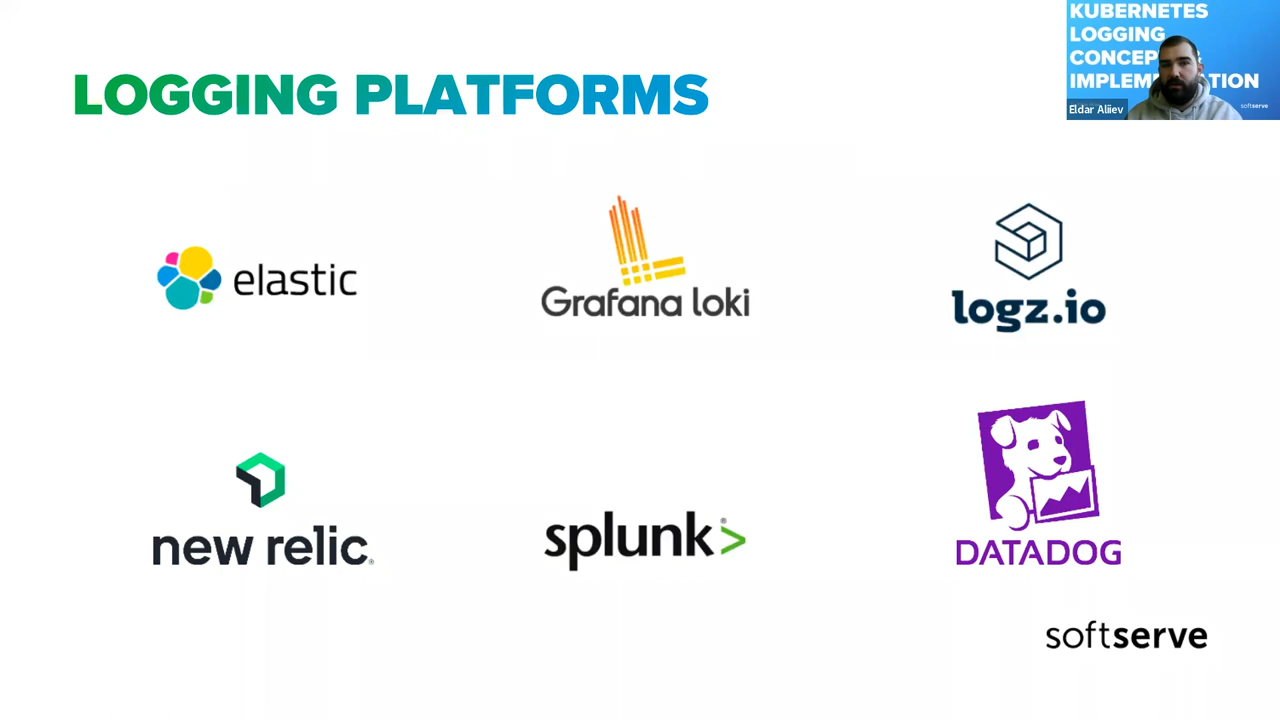 LOGGING PLATFORMS
KUBERNETES
LOGGING
CONCEP
IMPLEM TION
Eldar Aliiev
softserve
elastic
Grafana loki
logz.io
new relic®
splunk>®
DATADOG
softserve